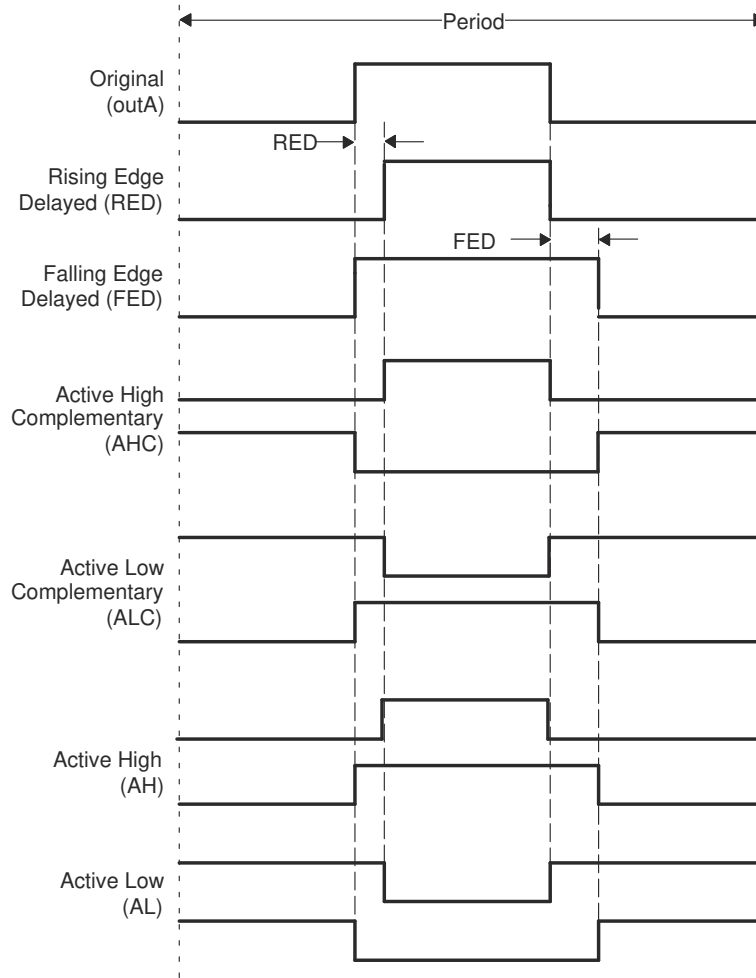 Period
Original
(outA)
RED
Rising Edge
Delayed (RED)
FED
Falling Edge
Delayed (FED)
Active High
Complementary
(AHC)
Active Low
Complementary
(ALC)
Active High
(AH)
Active Low
(AL)